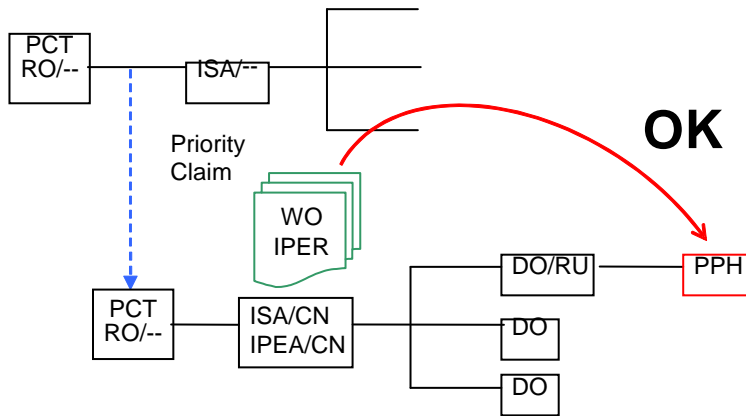 PCT
RO/--
ISA/--
OK
Priority
Claim
WO
IPER
DO/RU
PPH
PCT
RO/--
ISA/CN
IPEA/CN
DO
DO